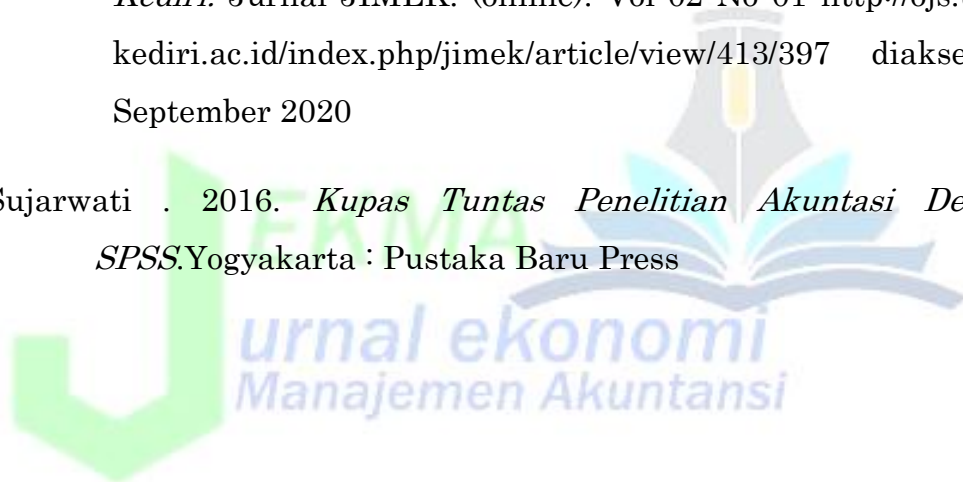 Kediri. Jurnal JIMEK. (online). Vol 02 No 01 http://ojs.
kediri.ac.id/index.php/jimek/article/view/413/397 diakse
September 2020
Sujarwati . 2016. Kupas Tuntas Penelitian Akuntasi De
SPSS.Yogyakarta : Pustaka Baru Press
JEKMA
Jurnal ekonomi
Manajemen Akuntansi